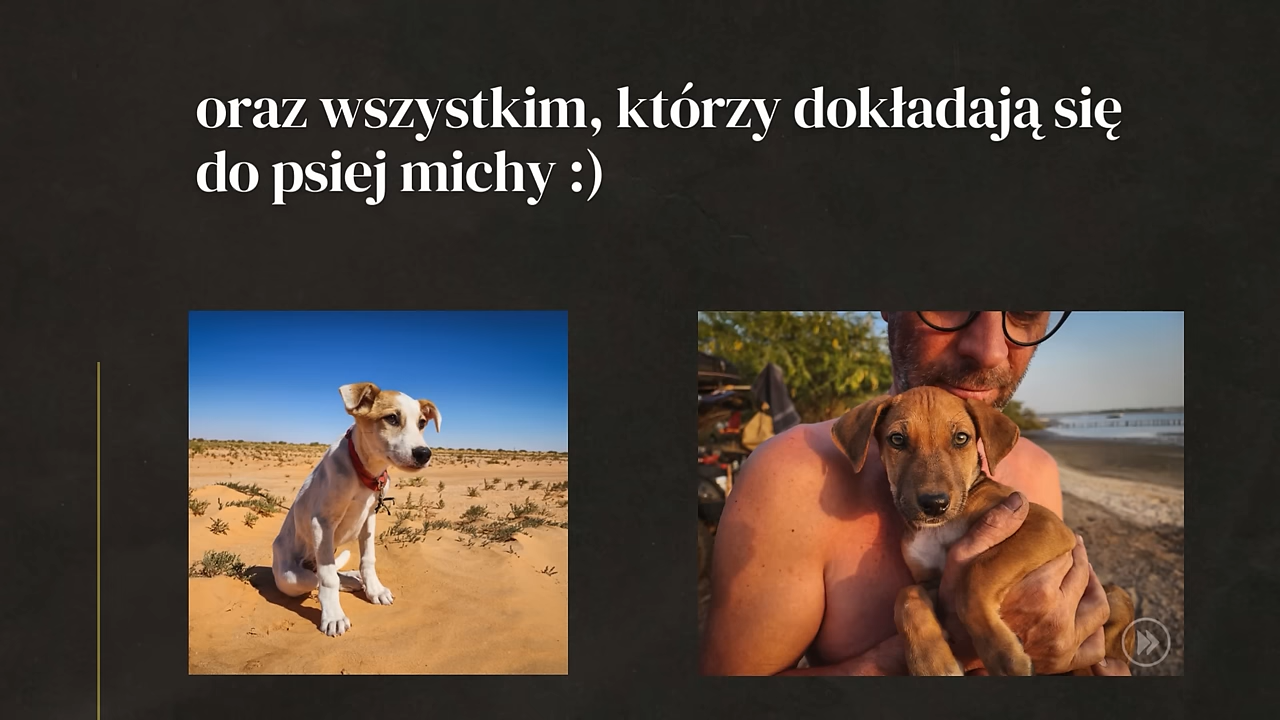 oraz wszystkim, którzy dokładają się
do psiej michy :)